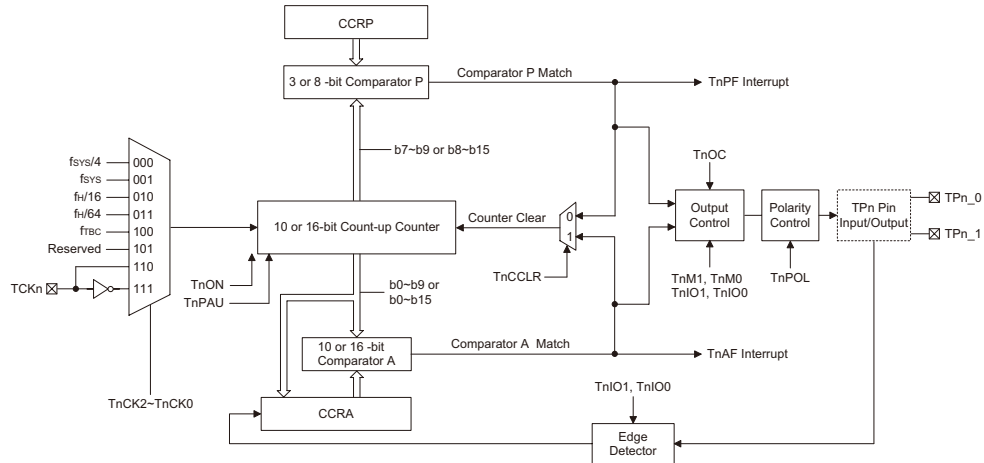 CCRP
3 or 8 -bit Comparator P
Comparator P Match
TnPF Interrupt
b7~b9 or b8~b15
fSYS/4
000
fSYS
001
fH/16
010
fH/64
011
fTBC
100
Reserved
101
110
TCKn
111
TnCK2~TnCK0
10 or 16-bit Count-up Counter
TnON
TnPAU
Counter Clear
0
1
TnCCLR
TnOC
Output
Control
TnM1, TnM0
TnIO1, TnIO0
Polarity
Control
TnPOL
TPn Pin
Input/Output
TPn_0
TPn_1
b0~b9 or
b0~b15
10 or 16 -bit
Comparator A
Comparator A Match
TnAF Interrupt
CCRA
TnIO1, TnIO0
Edge
Detector